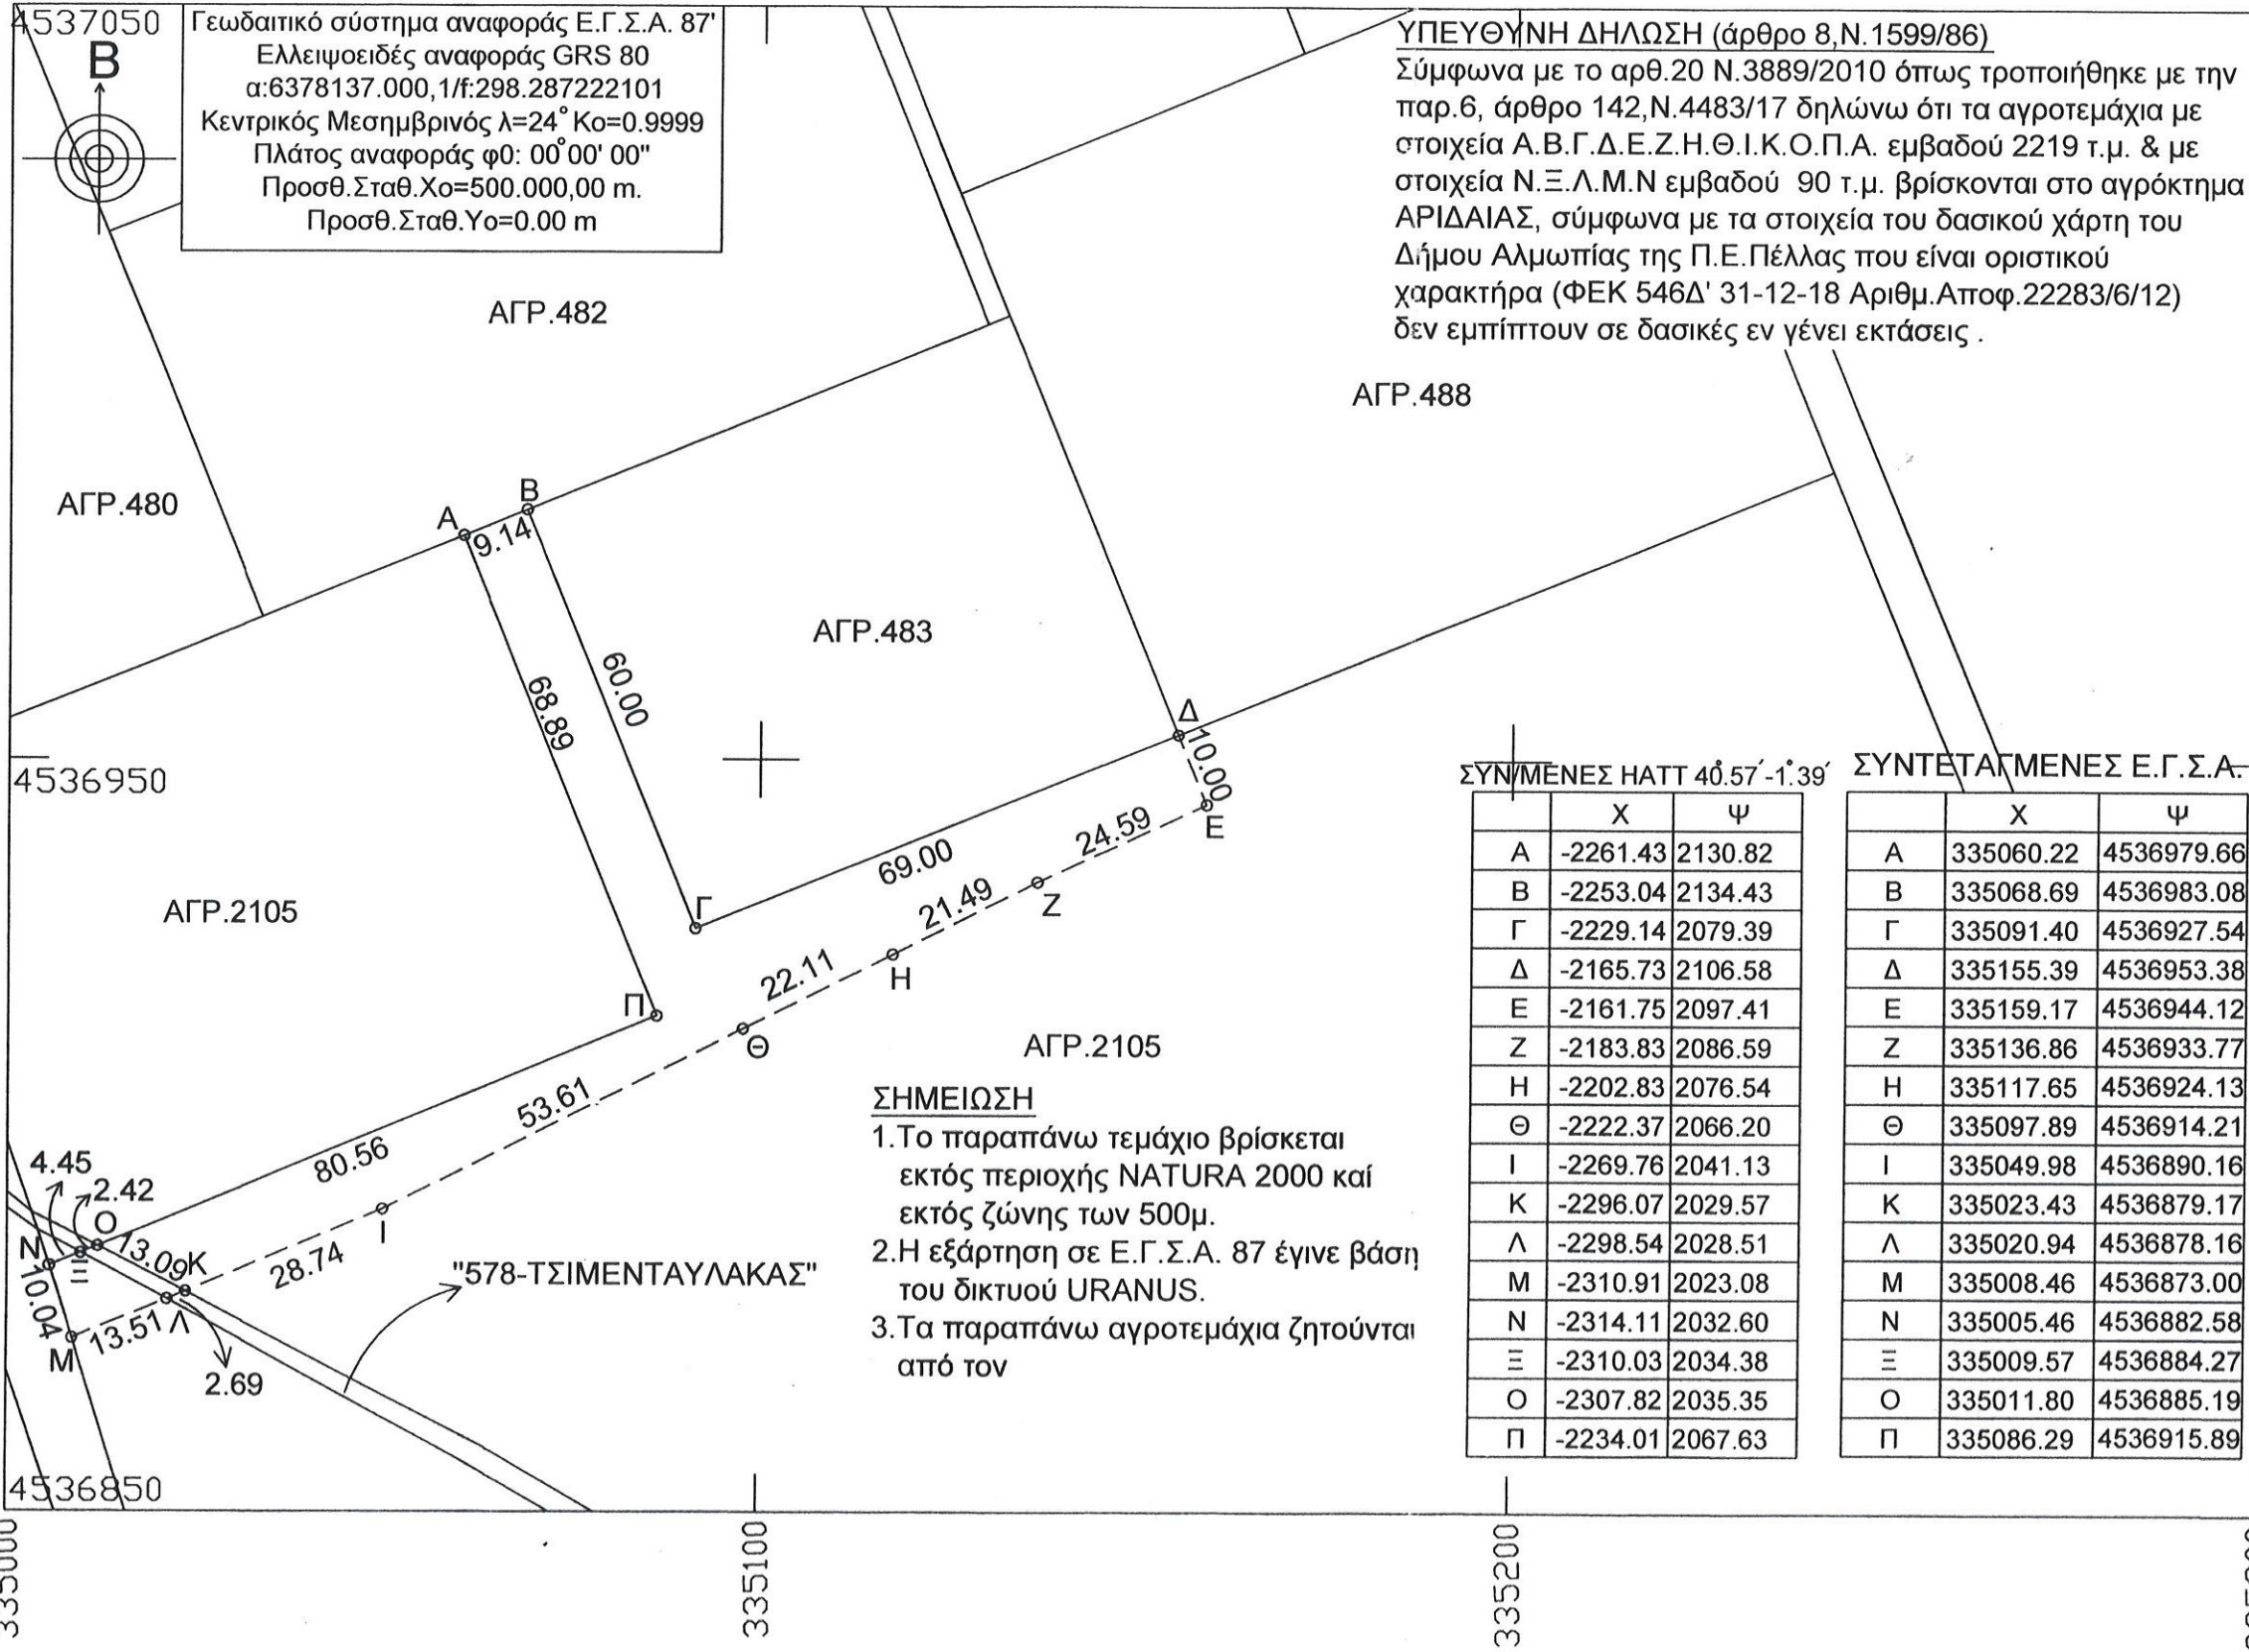 4537050
Β
Γεωδαιτικό σύστημα αναφοράς Ε.Γ.Σ.Α. 87'
Ελλειψοειδές αναφοράς GRS 80
α:6378137.000,1/f:298.287222101
Κεντρικός Μεσημβρινός λ=24° Κο=0.9999
Πλάτος αναφοράς φ0: 00°00' 00"
Προσθ.Σταθ.Χο=500.000,00 m.
Προσθ.Σταθ.Υο=0.00 m
ΥΠΕΥΘΥΝΗ ΔΗΛΩΣΗ (άρθρο 8,Ν.1599/86)
Σύμφωνα με το αρθ.20 Ν.3889/2010 όπως τροποιήθηκε με την
παρ.6, άρθρο 142,Ν.4483/17 δηλώνω ότι τα αγροτεμάχια με
στοιχεία Α.Β.Γ.Δ.Ε.Ζ.Η.Θ.Ι.Κ.Ο.Π.Α. εμβαδού 2219 τ.μ. & με
στοιχεία Ν.Ξ.Λ.Μ.Ν εμβαδού 90 τ.μ. βρίσκονται στο αγρόκτημα
ΑΡΙΔΑΙΑΣ, σύμφωνα με τα στοιχεία του δασικού χάρτη του
Δήμου Αλμωπίας της Π.Ε.Πέλλας που είναι οριστικού
χαρακτήρα (ΦΕΚ 546Δ' 31-12-18 Αριθμ.Αποφ.22283/6/12)
δεν εμπίπτουν σε δασικές εν γένει εκτάσεις .
ΑΓΡ.482
ΑΓΡ.488
ΑΓΡ.480
Α
Β
9.14
ΑΓΡ.483
68.89
60.00
Δ
10.00
Ε
4536950
24.59
69.00
Ζ
21.49
Γ
ΑΓΡ.2105
22.11
Η
Π
Θ
ΑΓΡ.2105
53.61
80.56
Ι
4.45
2.42
Ο
Ν
Ξ
13.09
Κ
28.74
10.04
Μ
13.51
Λ
2.69
"578-ΤΣΙΜΕΝΤΑΥΛΑΚΑΣ"
ΣΗΜΕΙΩΣΗ
1.Το παραπάνω τεμάχιο βρίσκεται
εκτός περιοχής NATURA 2000 καί
εκτός ζώνης των 500μ.
2.Η εξάρτηση σε Ε.Γ.Σ.Α. 87 έγινε βάση
του δικτυού URANUS.
3.Τα παραπάνω αγροτεμάχια ζητούνται
από τον
ΣΥΝ/ΜΕΝΕΣ ΗΑΤΤ 40°.57΄-1°.39΄
Χ Ψ
Α -2261.43 2130.82
Β -2253.04 2134.43
Γ -2229.14 2079.39
Δ -2165.73 2106.58
Ε -2161.75 2097.41
Ζ -2183.83 2086.59
Η -2202.83 2076.54
Θ -2222.37 2066.20
Ι -2269.76 2041.13
Κ -2296.07 2029.57
Λ -2298.54 2028.51
Μ -2310.91 2023.08
Ν -2314.11 2032.60
Ξ -2310.03 2034.38
Ο -2307.82 2035.35
Π -2234.01 2067.63
ΣΥΝΤΕΤΑΓΜΕΝΕΣ Ε.Γ.Σ.Α.
Χ Ψ
Α 335060.22 4536979.66
Β 335068.69 4536983.08
Γ 335091.40 4536927.54
Δ 335155.39 4536953.38
Ε 335159.17 4536944.12
Ζ 335136.86 4536933.77
Η 335117.65 4536924.13
Θ 335097.89 4536914.21
Ι 335049.98 4536890.16
Κ 335023.43 4536879.17
Λ 335020.94 4536878.16
Μ 335008.46 4536873.00
Ν 335005.46 4536882.58
Ξ 335009.57 4536884.27
Ο 335011.80 4536885.19
Π 335086.29 4536915.89
4536850
335000
335100
335200